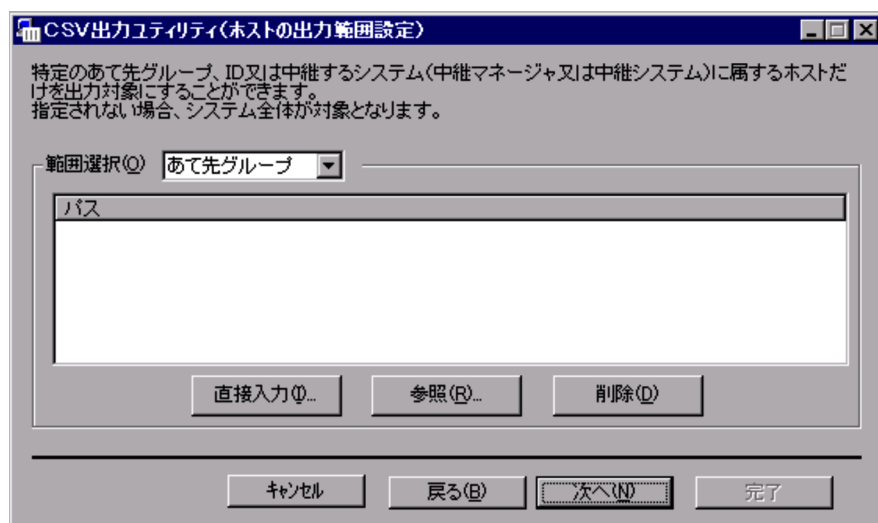 CSV出力ユティリティ(ホストの出力範囲設定)
特定のあて先グループ、ID又は中継するシステム(中継マネージャ又は中継システム)に属するホストだ
けを出力対象にすることができます。
指定されない場合、システム全体が対象となります。
範囲選択(O) あて先グループ
パス
直接入力(I)... 参照(R)... 削除(D)
キャンセル 戻る(B) 次へ(N) 完了